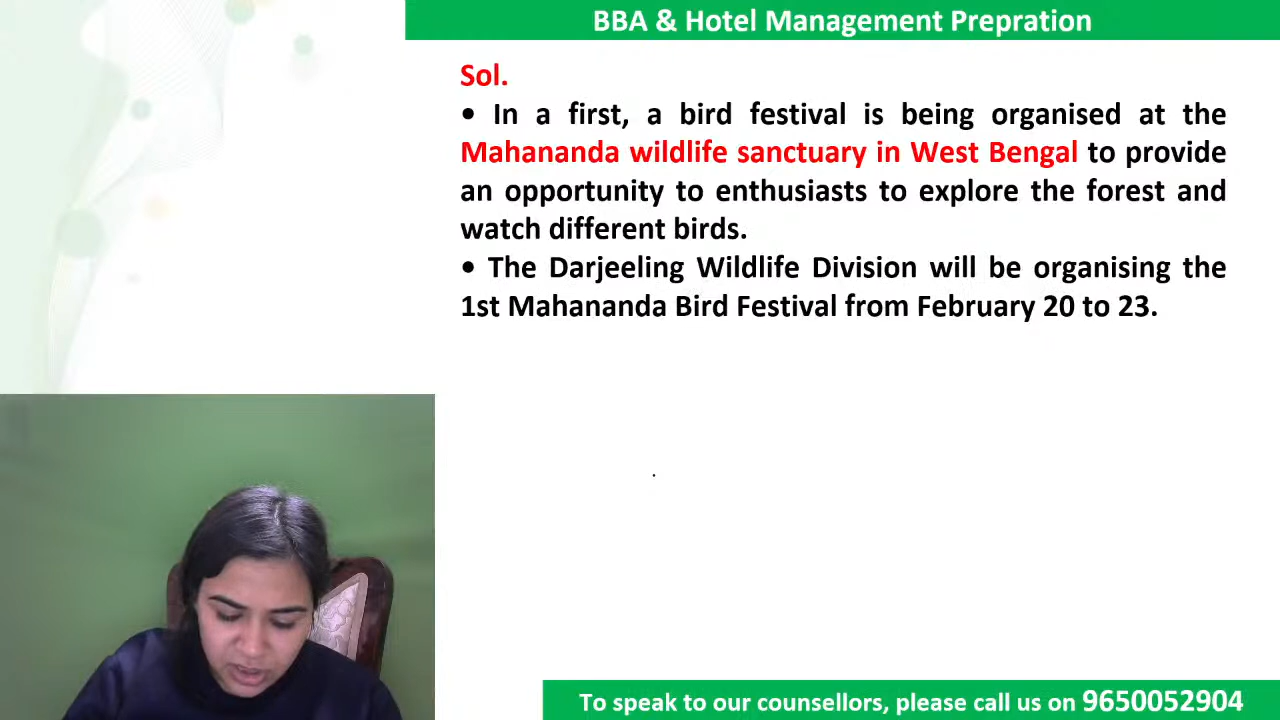 BBA & Hotel Management Prepration
Sol.
• In a first, a bird festival is being organised at the
Mahananda wildlife sanctuary in West Bengal to provide
an opportunity to enthusiasts to explore the forest and
watch different birds.
• The Darjeeling Wildlife Division will be organising the
1st Mahananda Bird Festival from February 20 to 23.
To speak to our counsellors, please call us on 9650052904